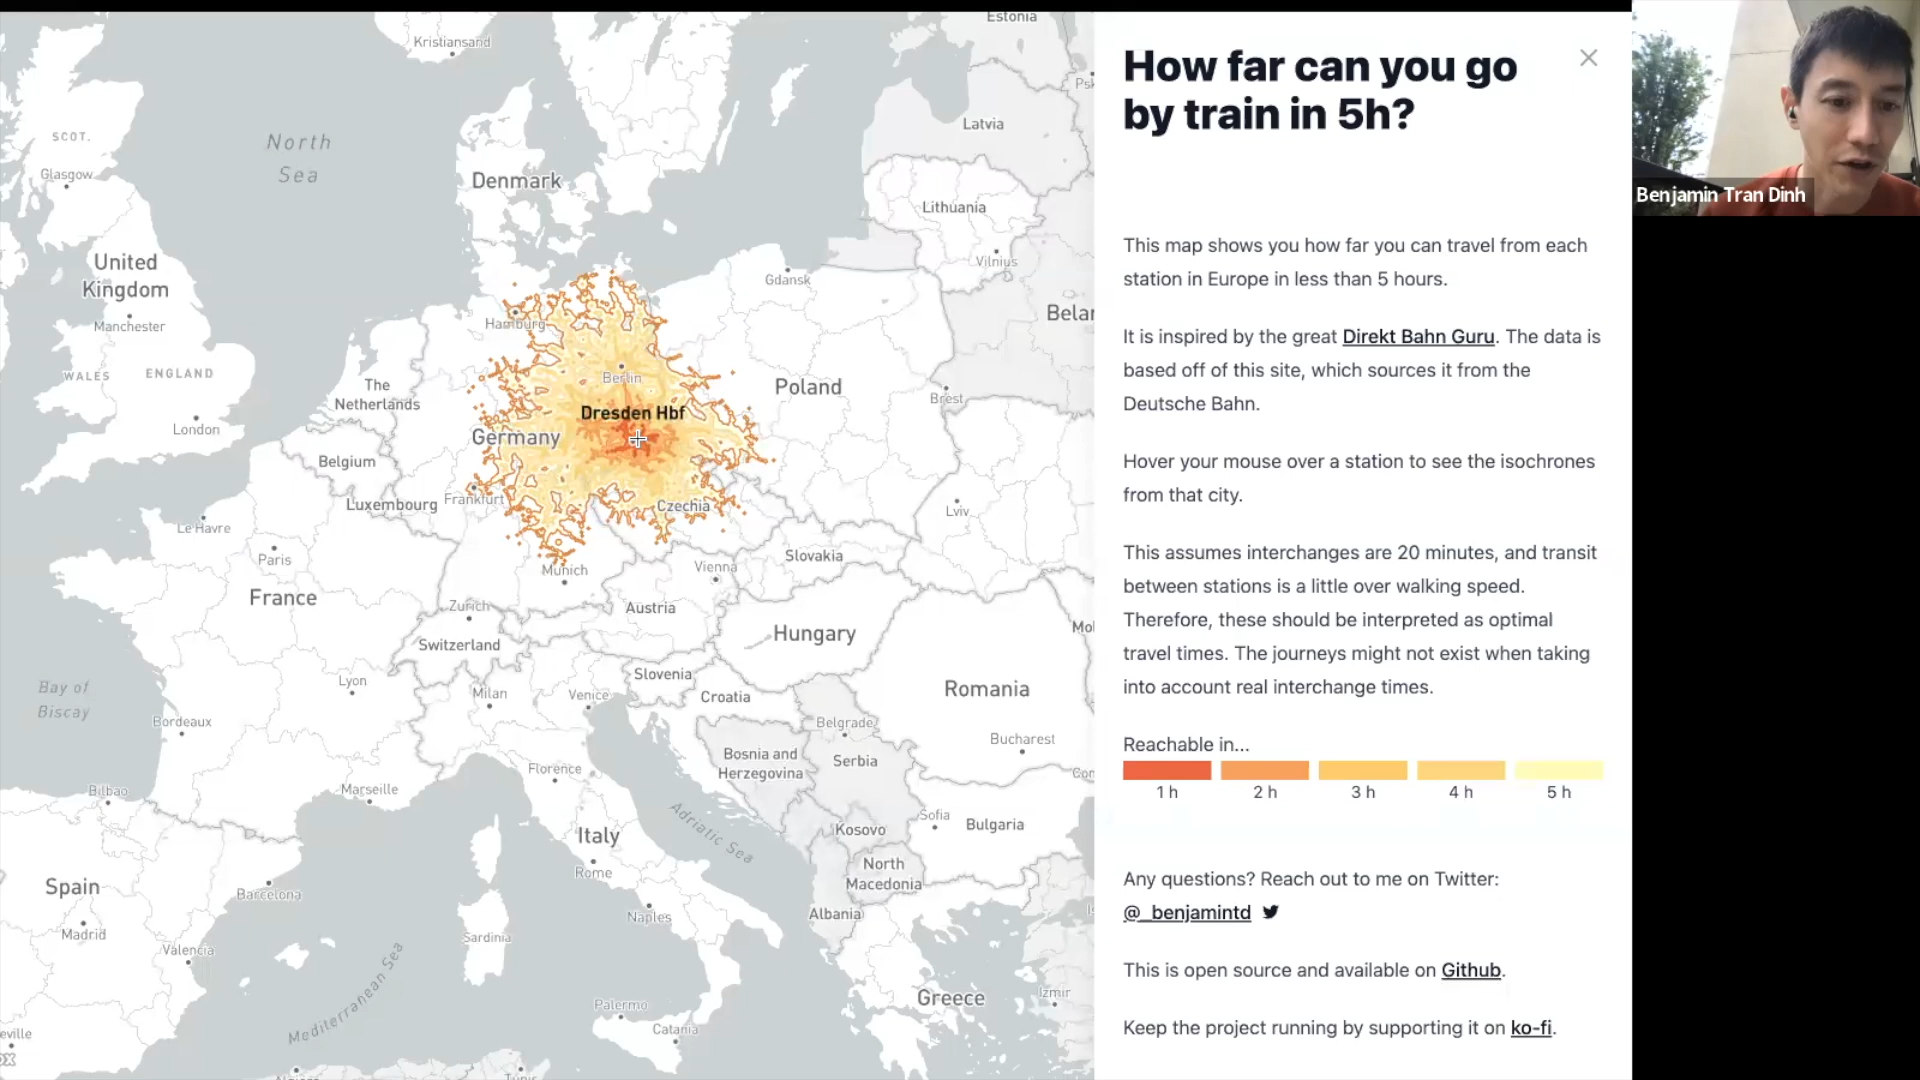 How far can you go
by train in 5h?
This map shows you how far you can travel from each
station in Europe in less than 5 hours.
It is inspired by the great Direkt Bahn Guru. The data is
based off of this site, which sources it from the
Deutsche Bahn.
Hover your mouse over a station to see the isochrones
from that city.
This assumes interchanges are 20 minutes, and transit
between stations is a little over walking speed.
Therefore, these should be interpreted as optimal
travel times. The journeys might not exist when taking
into account real interchange times.
Reachable in...
1 h 2 h 3 h 4 h 5 h
Any questions? Reach out to me on Twitter:
@_benjamintd
This is open source and available on Github.
Keep the project running by supporting it on ko-fi.
Benjamin Tran Dinh
Estonia
Kristiansand
Psk
SCOT.
North
Sea
Latvia
Glasgow
Denmark
Lithuania
United
Kingdom
Vilnius
Gdansk
Manchester
Hamburg
Belar
WALES
ENGLAND
Berlin
The
Netherlands
Poland
Brest
Dresden Hbf
London
Germany
Belgium
Luxembourg
Frankfurt
Czechia
Lviv
Le Havre
Paris
Slovakia
Munich
Vienna
France
Zurich
Austria
Switzerland
Hungary
Mol
Slovenia
Bay of
Biscay
Lyon
Milan
Venice
Croatia
Romania
Bordeaux
Belgrade
Bucharest
Bosnia and
Herzegovina
Serbia
Florence
Con
Bilbao
Marseille
Adriatic Sea
Sofia
Bulgaria
Kosovo
Italy
Rome
North
Macedonia
Spain
Barcelona
Albania
Naples
Madrid
Sardinia
Valencia
Mediterranean Sea
Greece
Izmir
Palermo
Catania
eville
ox
Tunis